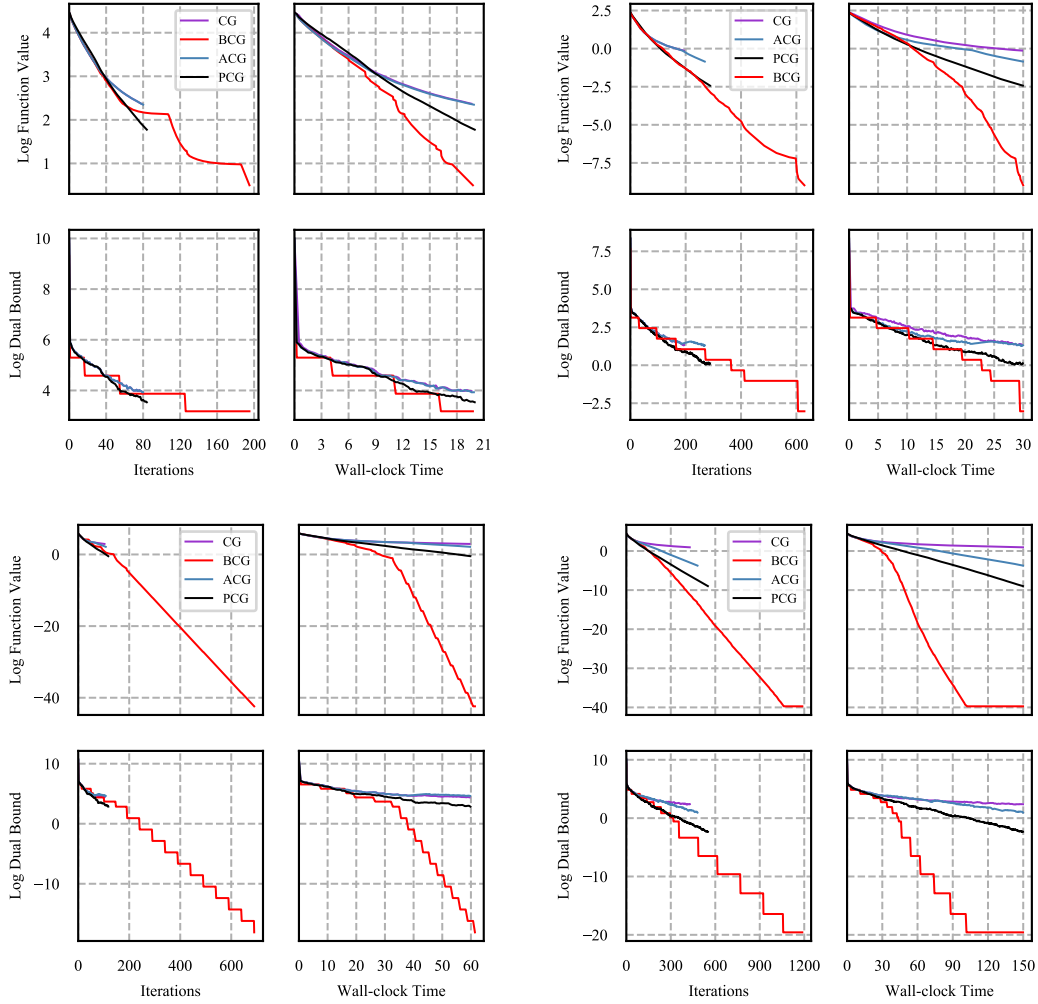 Log Function Value
4
3
2
1
CG
BCG
ACG
PCG
Log Dual Bound
10
8
6
4
0 40 80 120 160 200
Iterations
0 3 6 9 12 15 18 21
Wall-clock Time
Log Function Value
2.5
0.0
−2.5
−5.0
−7.5
CG
ACG
PCG
BCG
Log Dual Bound
7.5
5.0
2.5
0.0
−2.5
0 200 400 600
Iterations
0 5 10 15 20 25 30
Wall-clock Time
Log Function Value
0
−20
−40
CG
BCG
ACG
PCG
Log Dual Bound
10
0
−10
0 200 400 600
Iterations
0 10 20 30 40 50 60
Wall-clock Time
Log Function Value
10
0
−10
−20
−30
−40
CG
BCG
ACG
PCG
Log Dual Bound
10
0
−10
−20
0 300 600 900 1200
Iterations
0 30 60 90 120 150
Wall-clock Time